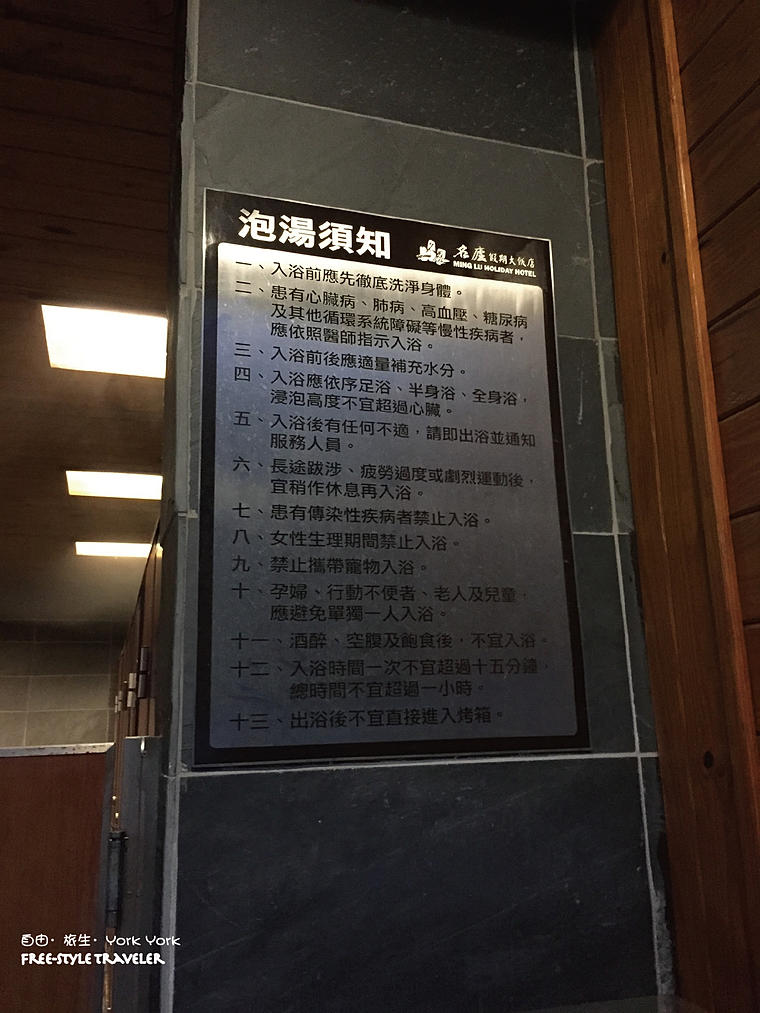 泡湯須知
名廬假期大飯店
MING LU HOLIDAY HOTEL
一、入浴前應先徹底洗淨身體。
二、患有心臟病、肺病、高血壓、糖尿病
及其他循環系統障礙等慢性疾病者，
應依照醫師指示入浴。
三、入浴前後應適量補充水分。
四、入浴應依序足浴、半身浴、全身浴，
浸泡高度不宜超過心臟。
五、入浴後有任何不適，請即出浴並通知
服務人員。
六、長途跋涉、疲勞過度或劇烈運動後，
宜稍作休息再入浴。
七、患有傳染性疾病者禁止入浴。
八、女性生理期間禁止入浴。
九、禁止攜帶寵物入浴。
十、孕婦、行動不便者、老人及兒童，
應避免單獨一人入浴。
十一、酒醉、空腹及飽食後，不宜入浴。
十二、入浴時間一次不宜超過十五分鐘，
總時間不宜超過一小時。
十三、出浴後不宜直接進入烤箱。
自由·旅生·York York
FREE-STYLE TRAVELER